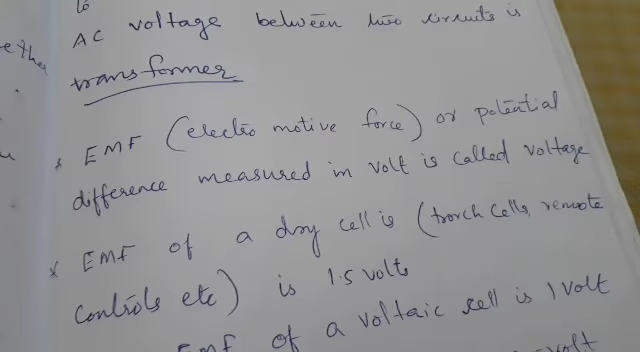 to
AC voltage between two circuits is
transformer
* EMF (electro motive force) or potential
difference measured in volt is called voltage
* EMF of a dry cell is (torch cells, remote
controls etc) is 1.5 volts
EMF of a voltaic cell is 1 volt
volt